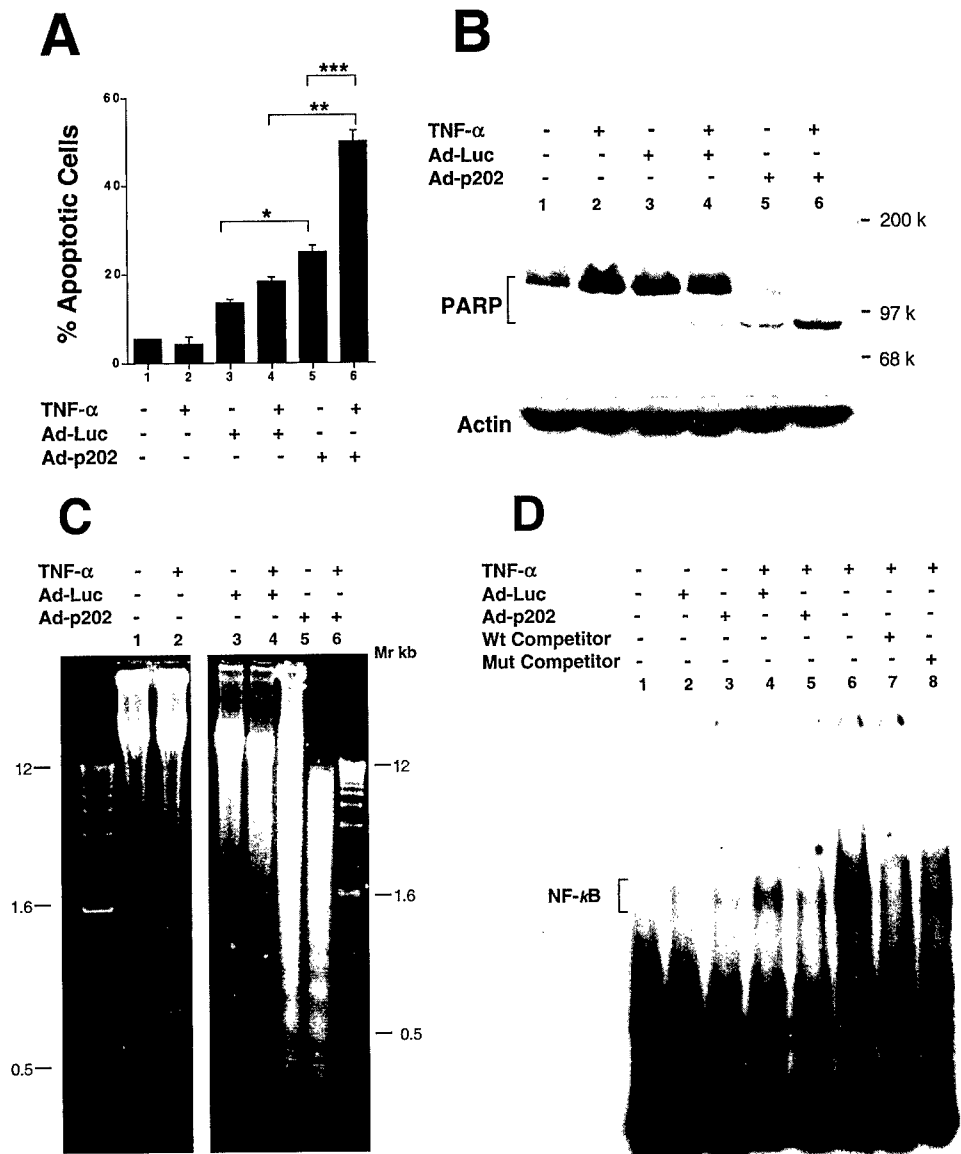 A
***
**
*
60
40
20
0
% Apoptotic Cells
1 2 3 4 5 6
TNF-α - + - + - +
Ad-Luc - - + + - -
Ad-p202 - - - - + +
B
TNF-α - + - + - +
Ad-Luc - - + + - -
Ad-p202 - - - - + +
1 2 3 4 5 6
- 200 k
PARP
- 97 k
- 68 k
Actin
C
TNF-α - + - + - +
Ad-Luc - - + + - -
Ad-p202 - - - - + +
1 2 3 4 5 6
Mr kb
12
12
1.6
1.6
0.5
0.5
D
TNF-α - - - + + + + +
Ad-Luc - + - + - - - -
Ad-p202 - - + - + - - -
Wt Competitor - - - - - - + -
Mut Competitor - - - - - - - +
1 2 3 4 5 6 7 8
NF-kB